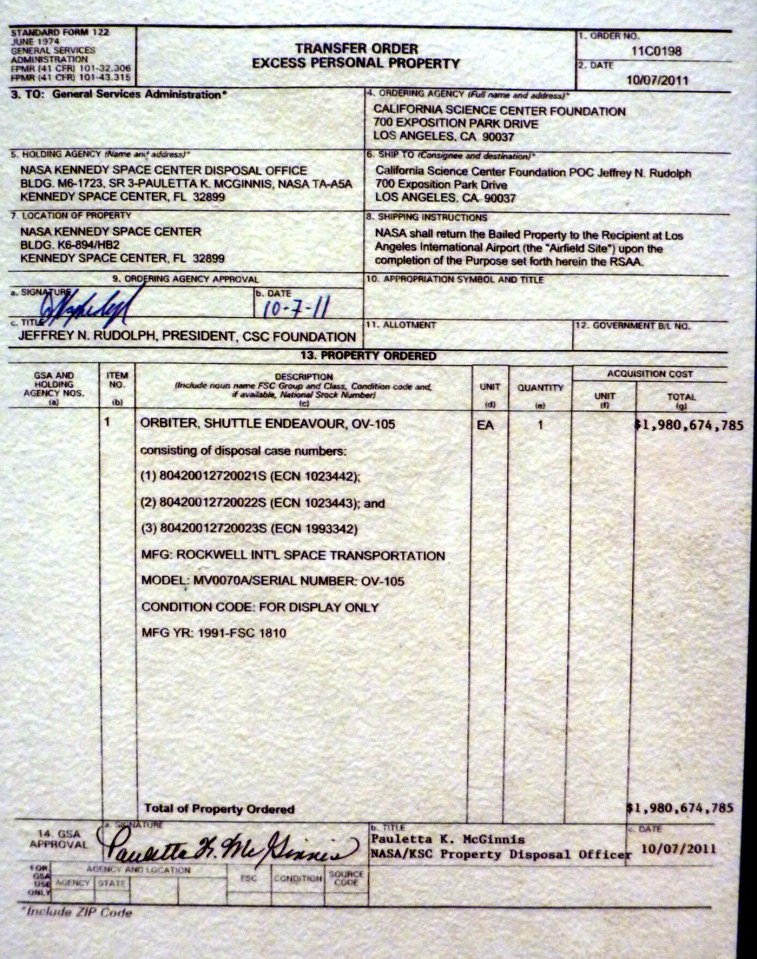 STANDARD FORM 122
JUNE 1974
GENERAL SERVICES
ADMINISTRATION
FPMR (41 CFR) 101-32.306
FPMR (41 CFR) 101-43.315
TRANSFER ORDER
EXCESS PERSONAL PROPERTY
1. ORDER NO.
11C0198
2. DATE
10/07/2011
3. TO: General Services Administration*
4. ORDERING AGENCY (Full name and address)*
CALIFORNIA SCIENCE CENTER FOUNDATION
700 EXPOSITION PARK DRIVE
LOS ANGELES, CA 90037
5. HOLDING AGENCY (Name and address)*
NASA KENNEDY SPACE CENTER DISPOSAL OFFICE
BLDG. M6-1723, SR 3-PAULETTA K. MCGINNIS, NASA TA-A5A
KENNEDY SPACE CENTER, FL 32899
6. SHIP TO (Consignee and destination)*
California Science Center Foundation POC Jeffrey N. Rudolph
700 Exposition Park Drive
LOS ANGELES, CA 90037
7. LOCATION OF PROPERTY
NASA KENNEDY SPACE CENTER
BLDG. K6-894/HB2
KENNEDY SPACE CENTER, FL 32899
8. SHIPPING INSTRUCTIONS
NASA shall return the Bailed Property to the Recipient at Los
Angeles International Airport (the "Airfield Site") upon the
completion of the Purpose set forth herein the RSAA.
9. ORDERING AGENCY APPROVAL
a. SIGNATURE
b. DATE
10-7-11
c. TITLE
JEFFREY N. RUDOLPH, PRESIDENT, CSC FOUNDATION
10. APPROPRIATION SYMBOL AND TITLE
11. ALLOTMENT
12. GOVERNMENT B/L NO.
13. PROPERTY ORDERED
GSA AND
HOLDING
AGENCY NOS.
(a)
ITEM
NO.
(b)
DESCRIPTION
(Include noun name FSC Group and Class, Condition code and,
if available, National Stock Number)
(c)
UNIT
(d)
QUANTITY
(e)
ACQUISITION COST
UNIT
(f)
TOTAL
(g)
1 ORBITER, SHUTTLE ENDEAVOUR, OV-105 EA 1 $1,980,674,785
consisting of disposal case numbers:
(1) 80420012720021S (ECN 1023442);
(2) 80420012720022S (ECN 1023443); and
(3) 80420012720023S (ECN 1993342)
MFG: ROCKWELL INT'L SPACE TRANSPORTATION
MODEL: MV0070A/SERIAL NUMBER: OV-105
CONDITION CODE: FOR DISPLAY ONLY
MFG YR: 1991-FSC 1810
Total of Property Ordered $1,980,674,785
14. GSA
APPROVAL
a. SIGNATURE
Pauletta K. McGinnis
b. TITLE
Pauletta K. McGinnis
NASA/KSC Property Disposal Officer
c. DATE
10/07/2011
FOR
GSA
USE
ONLY
AGENCY AND LOCATION
AGENCY STATE
FSC
CONDITION
SOURCE
CODE
*Include ZIP Code